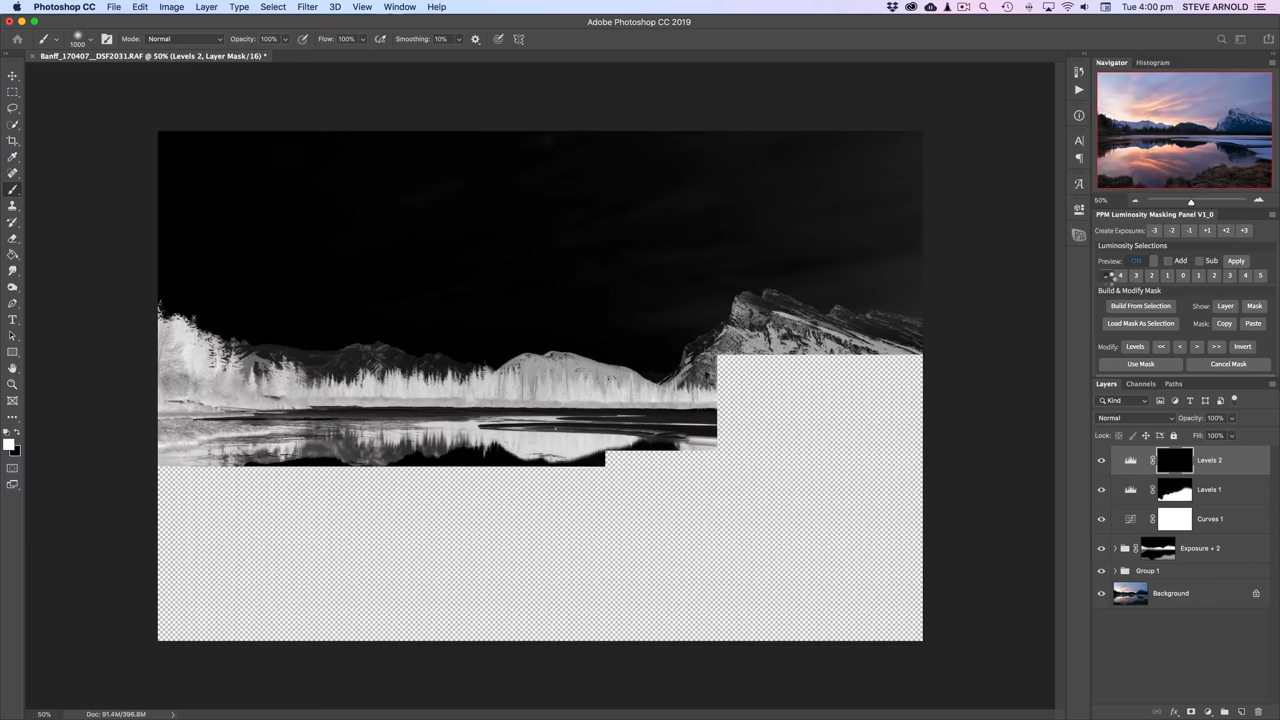 Photoshop CC File Edit Image Layer Type Select Filter 3D View Window Help Tue 4:00 pm STEVE ARNOLD
Adobe Photoshop CC 2019
1000 Mode: Normal Opacity: 100% Flow: 100% Smoothing: 10%
Banff_170407__DSF2031.RAF @ 50% (Levels 2, Layer Mask/16) *
Navigator Histogram
50%
PPM Luminosity Masking Panel V1_0
Create Exposures: -3 -2 -1 +1 +2 +3
Luminosity Selections
Preview: ON Add Sub Apply
4 3 2 1 0 1 2 3 4 5
Build & Modify Mask
Build From Selection Show: Layer Mask
Load Mask As Selection Mask: Copy Paste
Modify: Levels << < > >> Invert
Use Mask Cancel Mask
Layers Channels Paths
Kind
Normal Opacity: 100%
Lock: Fill: 100%
Levels 2
Levels 1
Curves 1
Exposure + 2
Group 1
Background
50% Doc: 91.4M/396.8M